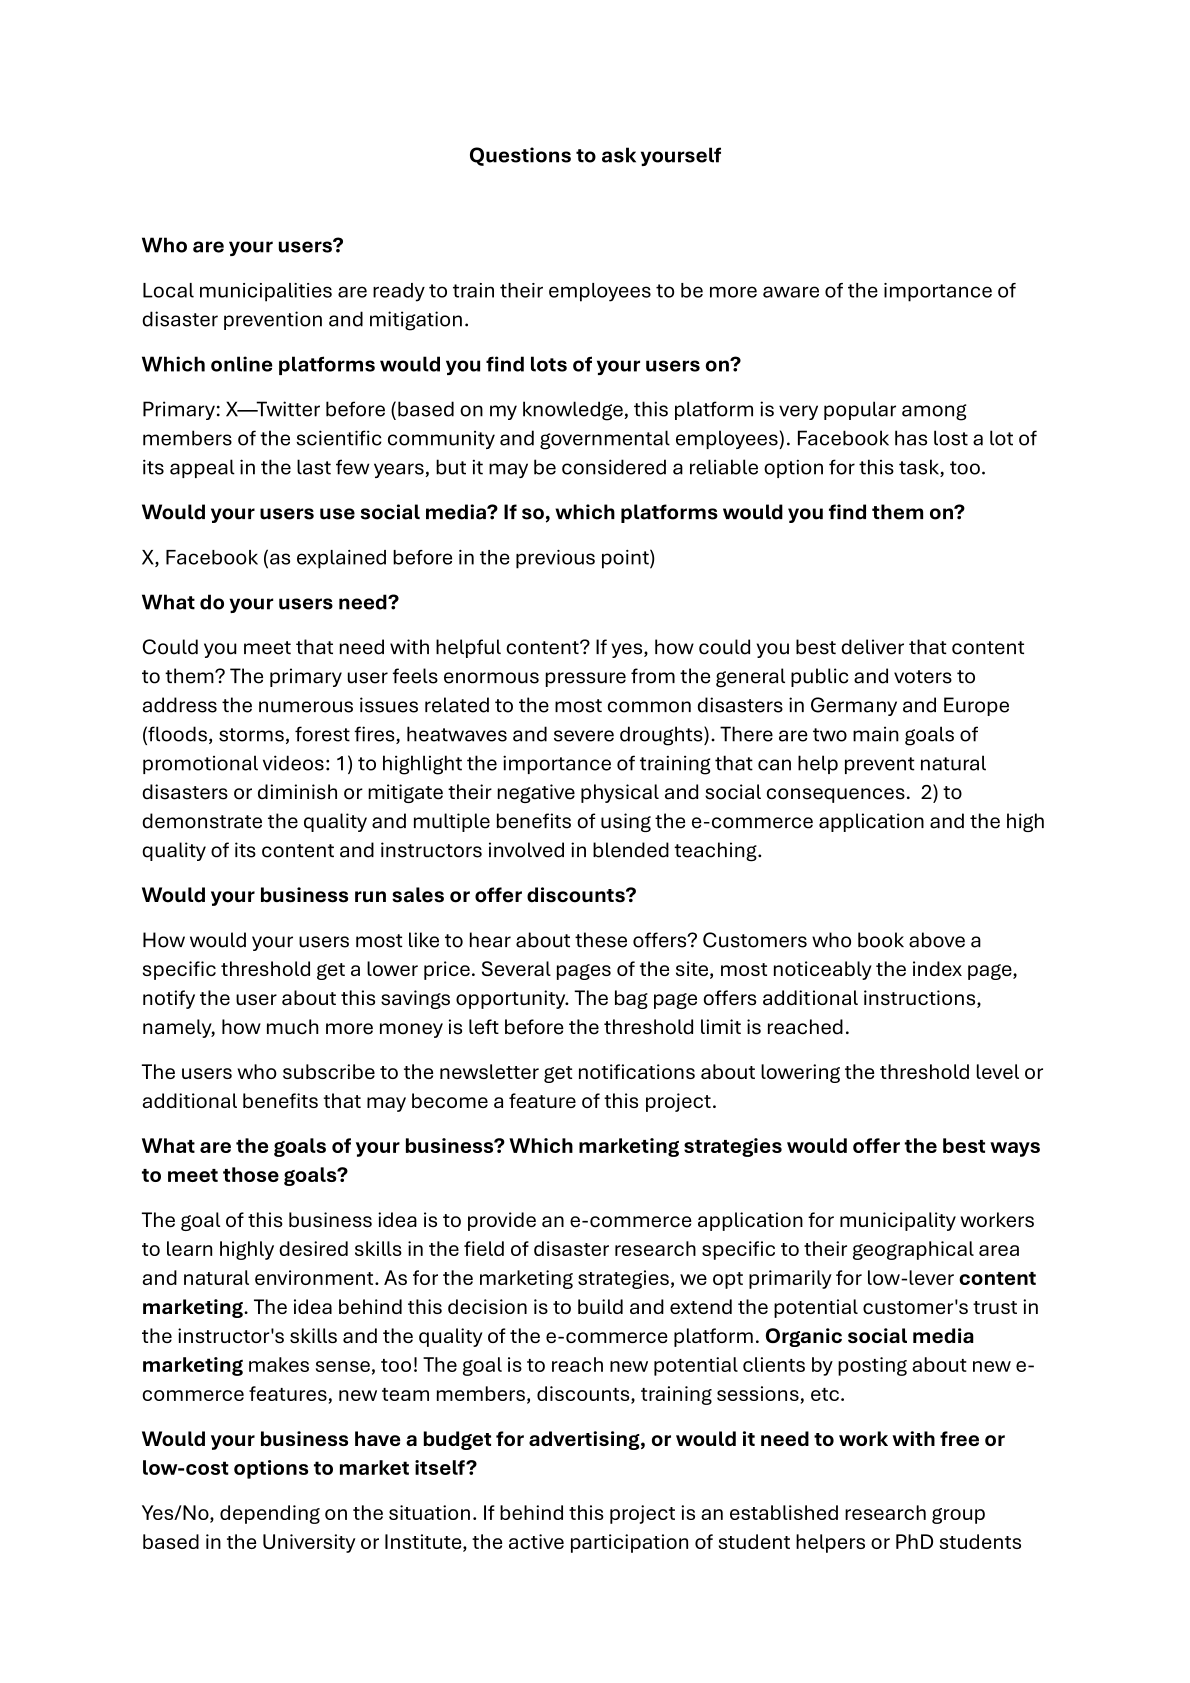 Questions to ask yourself
Who are your users?
Local municipalities are ready to train their employees to be more aware of the importance of
disaster prevention and mitigation.
Which online platforms would you find lots of your users on?
Primary: X—Twitter before (based on my knowledge, this platform is very popular among
members of the scientific community and governmental employees). Facebook has lost a lot of
its appeal in the last few years, but it may be considered a reliable option for this task, too.
Would your users use social media? If so, which platforms would you find them on?
X, Facebook (as explained before in the previous point)
What do your users need?
Could you meet that need with helpful content? If yes, how could you best deliver that content
to them? The primary user feels enormous pressure from the general public and voters to
address the numerous issues related to the most common disasters in Germany and Europe
(floods, storms, forest fires, heatwaves and severe droughts). There are two main goals of
promotional videos: 1) to highlight the importance of training that can help prevent natural
disasters or diminish or mitigate their negative physical and social consequences.  2) to
demonstrate the quality and multiple benefits of using the e-commerce application and the high
quality of its content and instructors involved in blended teaching.
Would your business run sales or offer discounts?
How would your users most like to hear about these offers? Customers who book above a
specific threshold get a lower price. Several pages of the site, most noticeably the index page,
notify the user about this savings opportunity. The bag page offers additional instructions,
namely, how much more money is left before the threshold limit is reached.
The users who subscribe to the newsletter get notifications about lowering the threshold level or
additional benefits that may become a feature of this project.
What are the goals of your business? Which marketing strategies would offer the best ways
to meet those goals?
The goal of this business idea is to provide an e-commerce application for municipality workers
to learn highly desired skills in the field of disaster research specific to their geographical area
and natural environment. As for the marketing strategies, we opt primarily for low-lever content
marketing. The idea behind this decision is to build and extend the potential customer's trust in
the instructor's skills and the quality of the e-commerce platform. Organic social media
marketing makes sense, too! The goal is to reach new potential clients by posting about new e-
commerce features, new team members, discounts, training sessions, etc.
Would your business have a budget for advertising, or would it need to work with free or
low-cost options to market itself?
Yes/No, depending on the situation. If behind this project is an established research group
based in the University or Institute, the active participation of student helpers or PhD students